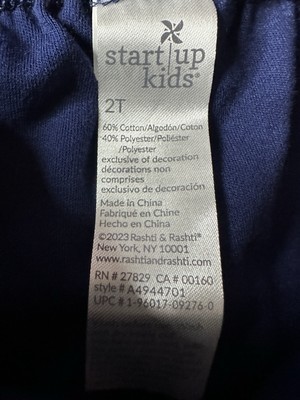 start up
kids®
2T
60% Cotton/Algodón/Coton
40% Polyester/Poliéster
/Polyester
exclusive of decoration
décorations non
comprises
exclusivo de decoración
Made in China
Fabriqué en Chine
Hecho en China
©2023 Rashti & Rashti®
New York, NY 10001
www.rashtiandrashti.com
RN # 27829 CA # 00160
style # A4944701
UPC # 1-96017-09276-0